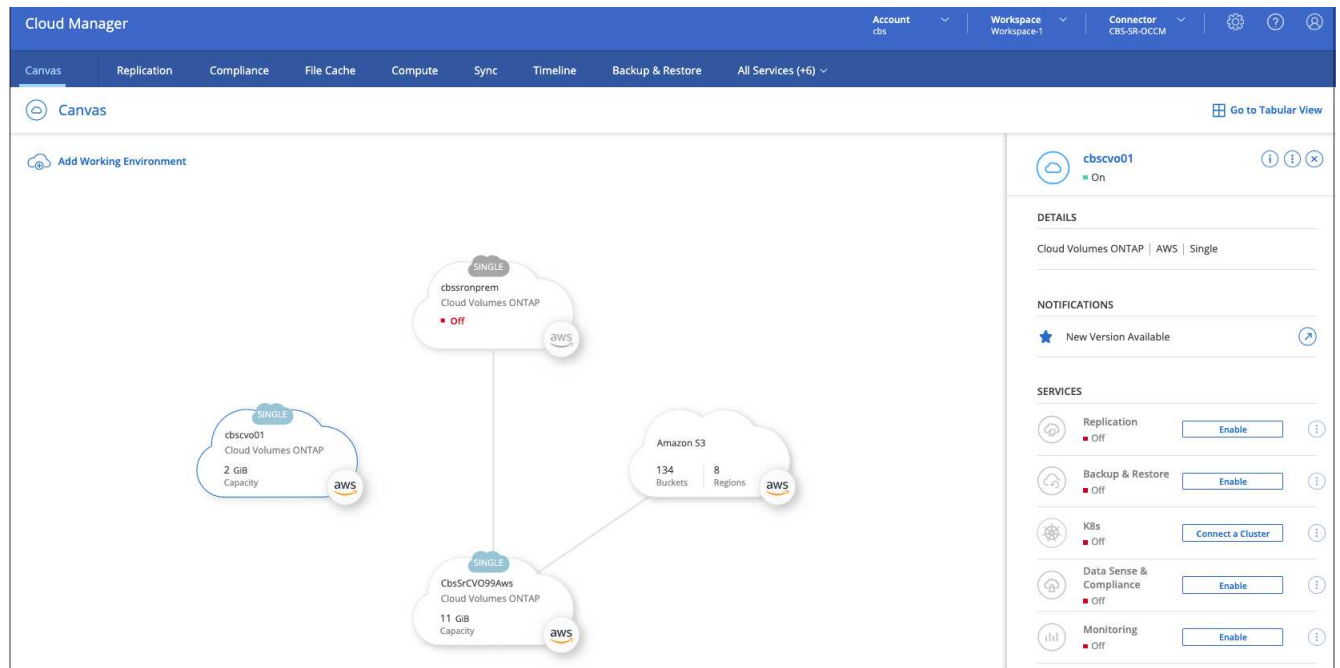 Cloud Manager
Account
cbs
Workspace
Workspace-1
Connector
CBS-SR-OCCM
Canvas
Replication
Compliance
File Cache
Compute
Sync
Timeline
Backup & Restore
All Services (+6)
Canvas
Go to Tabular View
Add Working Environment
SINGLE
cbssronprem
Cloud Volumes ONTAP
Off
aws
SINGLE
cbscvo01
Cloud Volumes ONTAP
2 GiB
Capacity
aws
Amazon S3
134
Buckets
8
Regions
aws
SINGLE
CbsSrCVO99Aws
Cloud Volumes ONTAP
11 GiB
Capacity
aws
cbscvo01
On
DETAILS
Cloud Volumes ONTAP | AWS | Single
NOTIFICATIONS
New Version Available
SERVICES
Replication
Off
Enable
Backup & Restore
Off
Enable
K8s
Off
Connect a Cluster
Data Sense &
Compliance
Off
Enable
Monitoring
Off
Enable